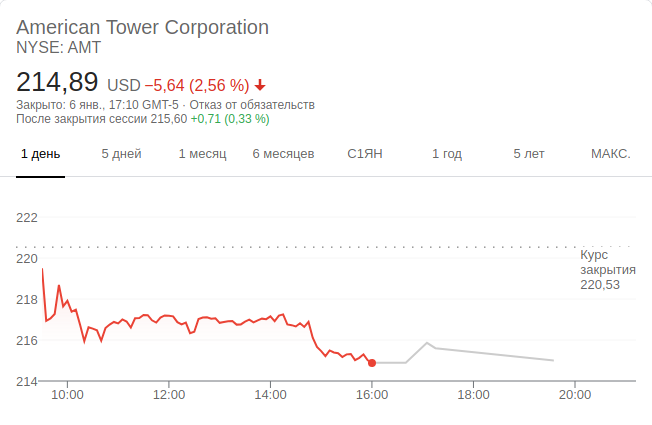 American Tower Corporation
NYSE: AMT
214,89 USD −5,64 (2,56 %)
Закрыто: 6 янв., 17:10 GMT-5 · Отказ от обязательств
После закрытия сессии 215,60 +0,71 (0,33 %)
1 день 5 дней 1 месяц 6 месяцев С1ЯН 1 год 5 лет МАКС.
222
220
218
216
214
Курс
закрытия
220,53
10:00 12:00 14:00 16:00 18:00 20:00